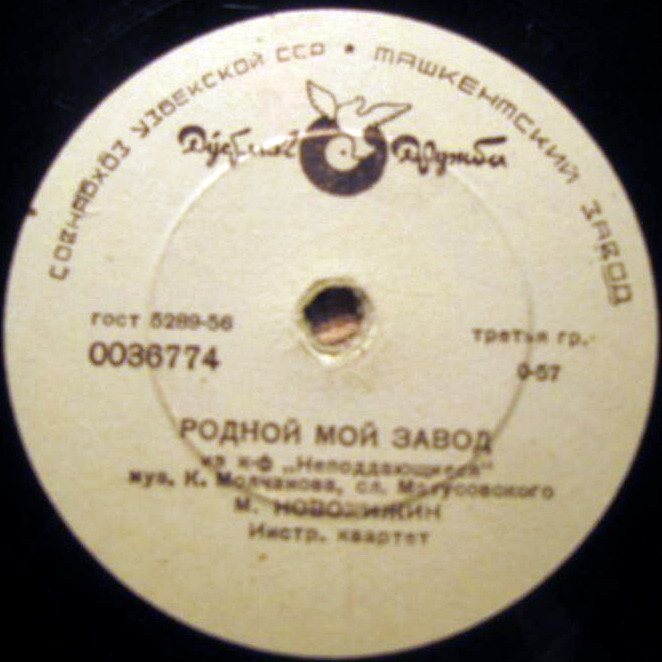 СОВНАРХОЗ УЗБЕКСКОЙ ССР * ТАШКЕНТСКИЙ ЗАВОД
Дружба
гост 5289-56
третья гр.
0036774
0-57
РОДНОЙ МОЙ ЗАВОД
из к-ф „Неподдающиеся"
муз. К. Молчанова, сл. Матусовского
М. НОВОХИЖИН
Инстр. квартет